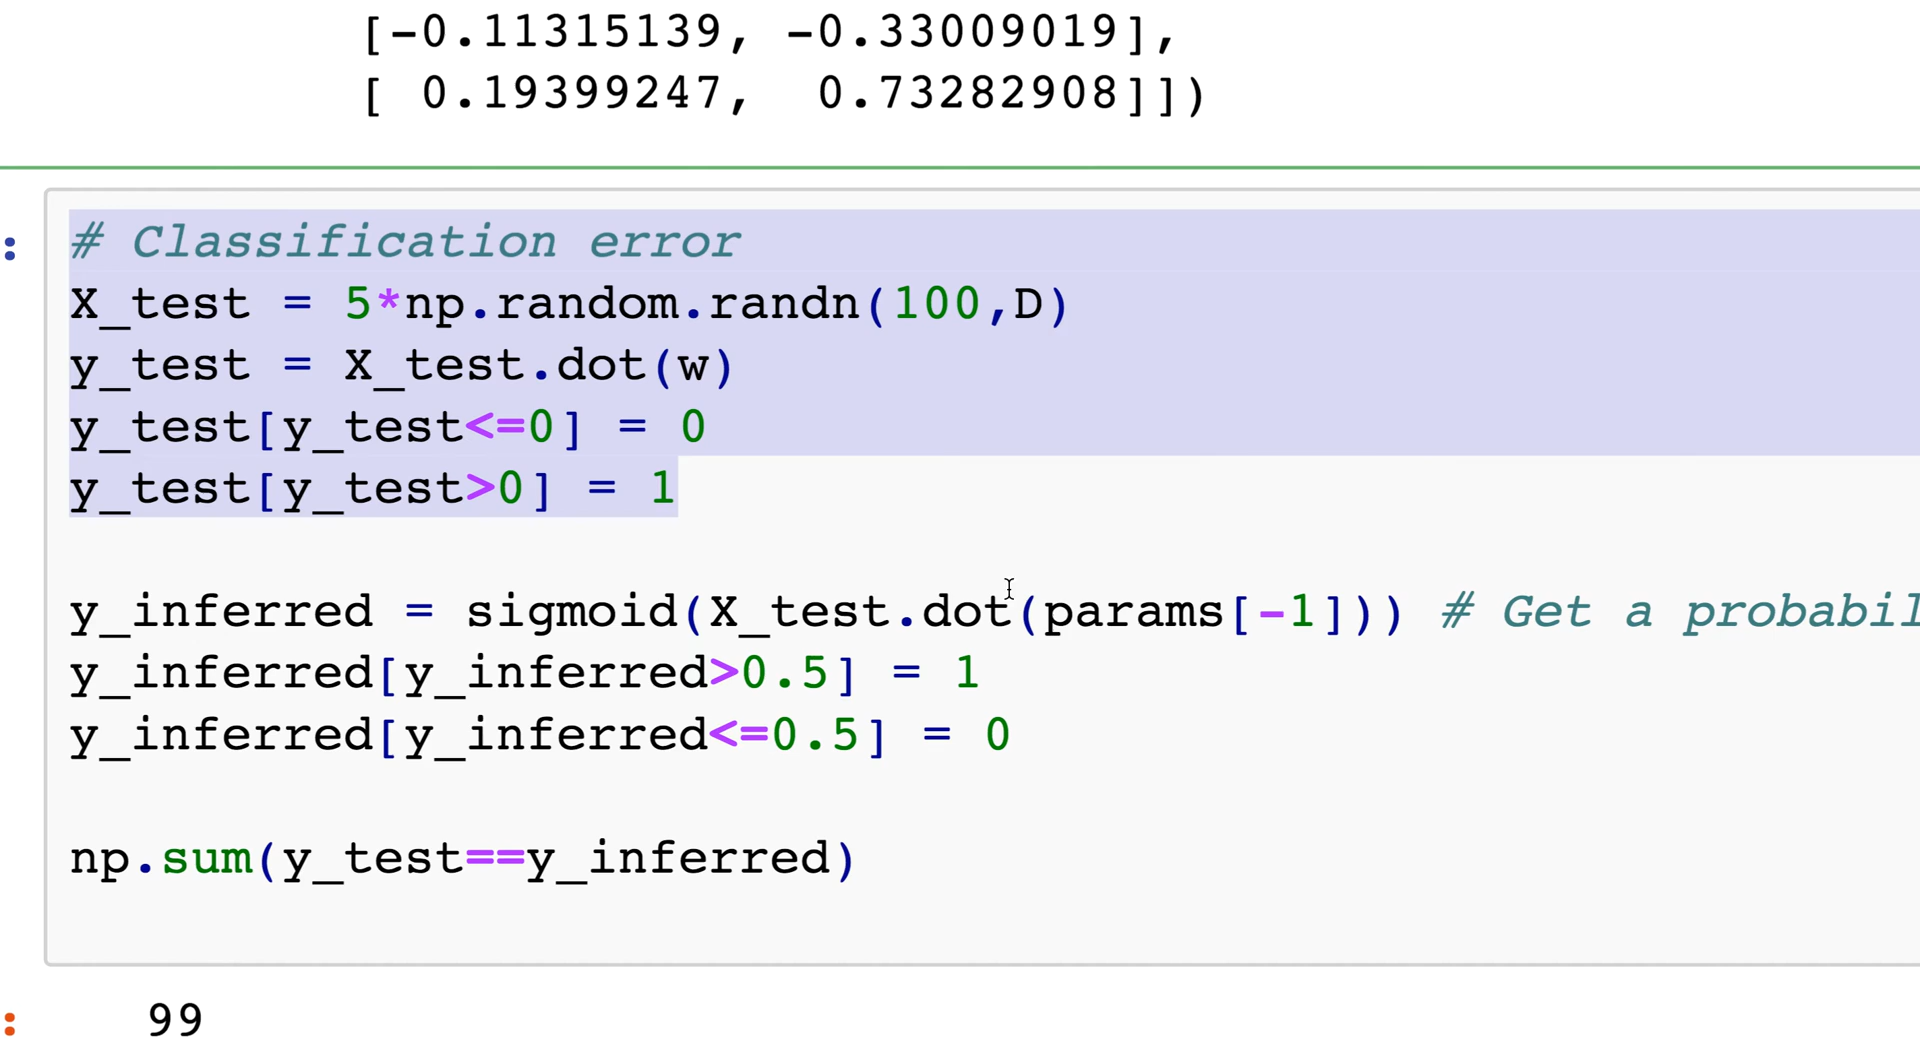 [-0.11315139, -0.33009019],
[ 0.19399247, 0.73282908]])
:
# Classification error
X_test = 5*np.random.randn(100,D)
y_test = X_test.dot(w)
y_test[y_test<=0] = 0
y_test[y_test>0] = 1
y_inferred = sigmoid(X_test.dot(params[-1])) # Get a probabil
y_inferred[y_inferred>0.5] = 1
y_inferred[y_inferred<=0.5] = 0
np.sum(y_test==y_inferred)
: 99